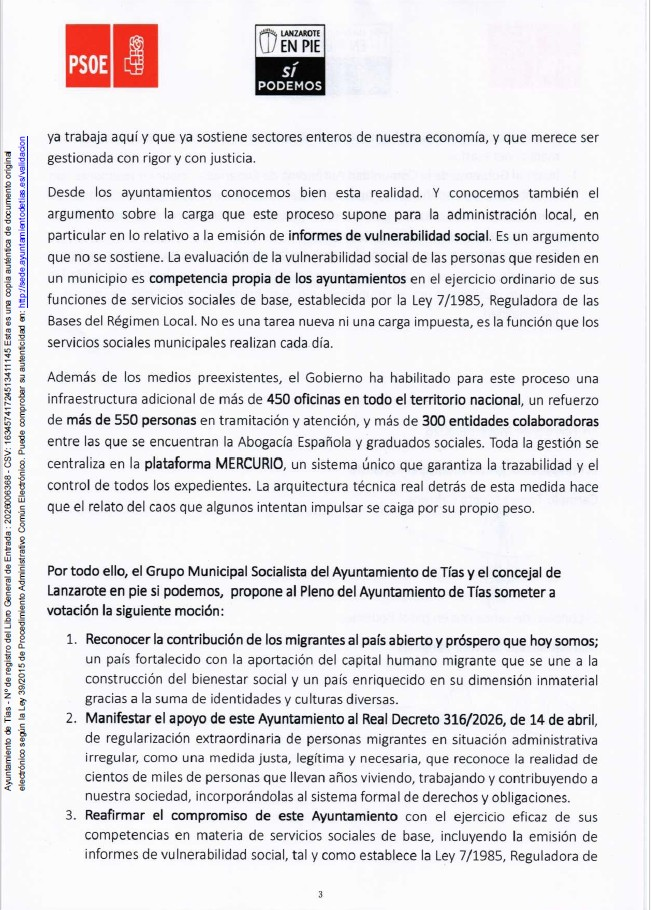 PSOE
LANZAROTE
EN PIE
sí
PODEMOS
ya trabaja aquí y que ya sostiene sectores enteros de nuestra economía, y que merece ser
gestionada con rigor y con justicia.
Desde los ayuntamientos conocemos bien esta realidad. Y conocemos también el
argumento sobre la carga que este proceso supone para la administración local, en
particular en lo relativo a la emisión de informes de vulnerabilidad social. Es un argumento
que no se sostiene. La evaluación de la vulnerabilidad social de las personas que residen en
un municipio es competencia propia de los ayuntamientos en el ejercicio ordinario de sus
funciones de servicios sociales de base, establecida por la Ley 7/1985, Reguladora de las
Bases del Régimen Local. No es una tarea nueva ni una carga impuesta, es la función que los
servicios sociales municipales realizan cada día.
Además de los medios preexistentes, el Gobierno ha habilitado para este proceso una
infraestructura adicional de más de 450 oficinas en todo el territorio nacional, un refuerzo
de más de 550 personas en tramitación y atención, y más de 300 entidades colaboradoras
entre las que se encuentran la Abogacía Española y graduados sociales. Toda la gestión se
centraliza en la plataforma MERCURIO, un sistema único que garantiza la trazabilidad y el
control de todos los expedientes. La arquitectura técnica real detrás de esta medida hace
que el relato del caos que algunos intentan impulsar se caiga por su propio peso.
Por todo ello, el Grupo Municipal Socialista del Ayuntamiento de Tías y el concejal de
Lanzarote en pie si podemos, propone al Pleno del Ayuntamiento de Tías someter a
votación la siguiente moción:
1. Reconocer la contribución de los migrantes al país abierto y próspero que hoy somos;
un país fortalecido con la aportación del capital humano migrante que se une a la
construcción del bienestar social y un país enriquecido en su dimensión inmaterial
gracias a la suma de identidades y culturas diversas.
2. Manifestar el apoyo de este Ayuntamiento al Real Decreto 316/2026, de 14 de abril,
de regularización extraordinaria de personas migrantes en situación administrativa
irregular, como una medida justa, legítima y necesaria, que reconoce la realidad de
cientos de miles de personas que llevan años viviendo, trabajando y contribuyendo a
nuestra sociedad, incorporándolas al sistema formal de derechos y obligaciones.
3. Reafirmar el compromiso de este Ayuntamiento con el ejercicio eficaz de sus
competencias en materia de servicios sociales de base, incluyendo la emisión de
informes de vulnerabilidad social, tal y como establece la Ley 7/1985, Reguladora de
3
Ayuntamiento de Tías - Nº de registro del Libro General de Entrada : 2026006368 - CSV: 16345741724513411145 Esta es una copia auténtica de documento original
electrónico según la Ley 39/2015 de Procedimiento Administrativo Común Electrónico. Puede comprobar su autenticidad en: http://sede.ayuntamientodetias.es/validacion